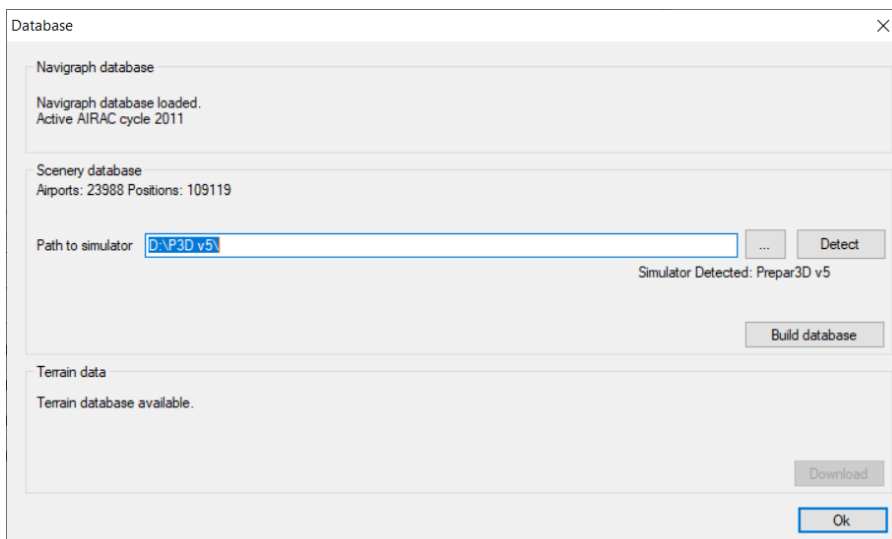 Database
Navigraph database
Navigraph database loaded.
Active AIRAC cycle 2011
Scenery database
Airports: 23988 Positions: 109119
Path to simulator D:\P3D v5\ ... Detect
Simulator Detected: Prepar3D v5
Build database
Terrain data
Terrain database available.
Download
Ok